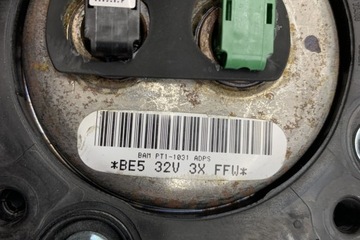 BAM PT1-1031 ADPS
*BE5 32V 3X FFW*